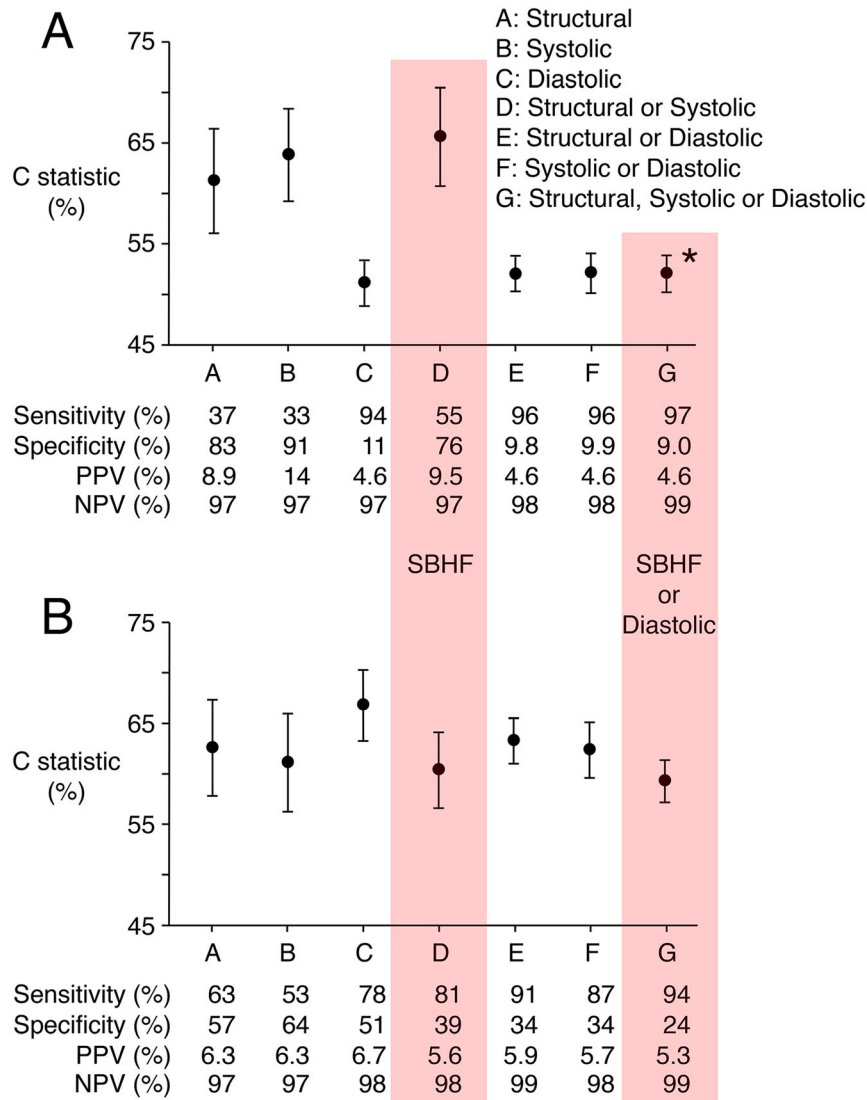 A
A: Structural
B: Systolic
C: Diastolic
D: Structural or Systolic
E: Structural or Diastolic
F: Systolic or Diastolic
G: Structural, Systolic or Diastolic
75
65
C statistic
(%)
55
*
45
A B C D E F G
Sensitivity (%) 37 33 94 55 96 96 97
Specificity (%) 83 91 11 76 9.8 9.9 9.0
PPV (%) 8.9 14 4.6 9.5 4.6 4.6 4.6
NPV (%) 97 97 97 97 98 98 99
SBHF
SBHF
or
Diastolic
B
75
65
C statistic
(%)
55
45
A B C D E F G
Sensitivity (%) 63 53 78 81 91 87 94
Specificity (%) 57 64 51 39 34 34 24
PPV (%) 6.3 6.3 6.7 5.6 5.9 5.7 5.3
NPV (%) 97 97 98 98 99 98 99